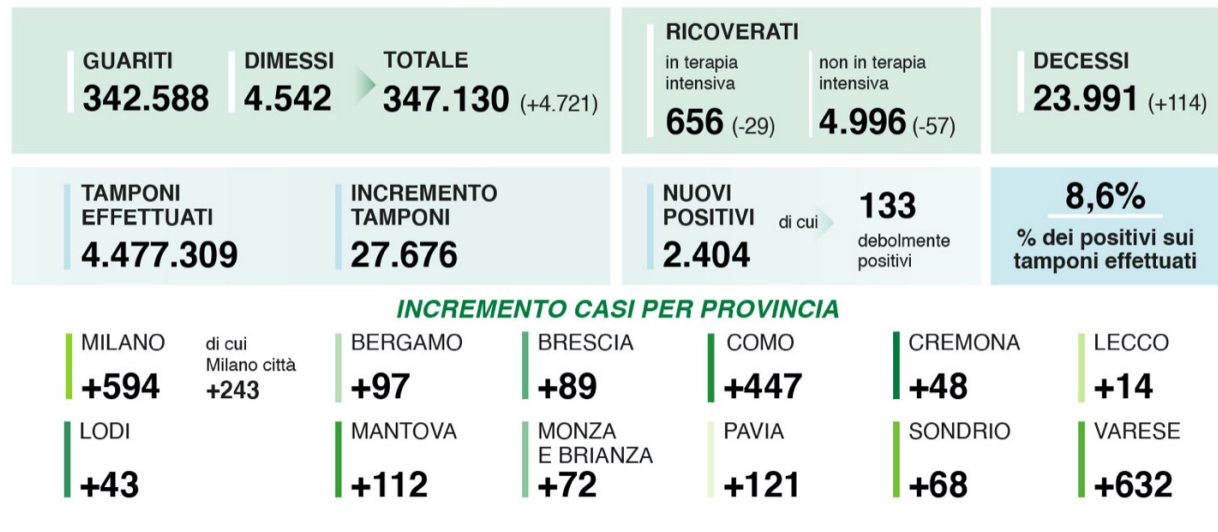 GUARITI
342.588
DIMESSI
4.542
TOTALE
347.130 (+4.721)
RICOVERATI
in terapia
intensiva
656 (-29)
non in terapia
intensiva
4.996 (-57)
DECESSI
23.991 (+114)
TAMPONI
EFFETTUATI
4.477.309
INCREMENTO
TAMPONI
27.676
NUOVI
POSITIVI
2.404
di cui
133
debolmente
positivi
8,6%
% dei positivi sui
tamponi effettuati
INCREMENTO CASI PER PROVINCIA
MILANO
+594
di cui
Milano città
+243
BERGAMO
+97
BRESCIA
+89
COMO
+447
CREMONA
+48
LECCO
+14
LODI
+43
MANTOVA
+112
MONZA
E BRIANZA
+72
PAVIA
+121
SONDRIO
+68
VARESE
+632